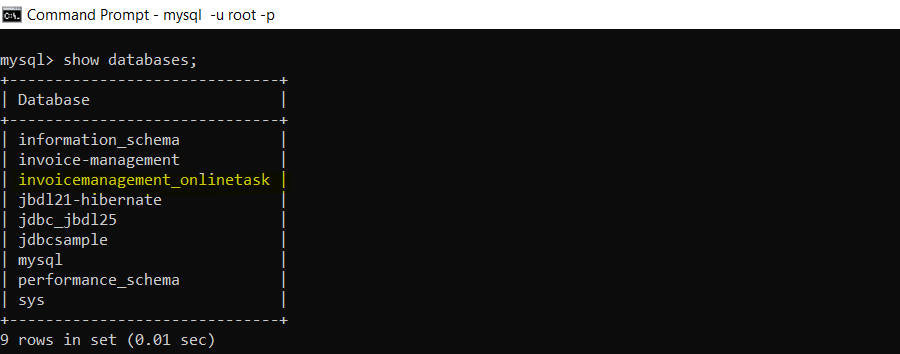 Command Prompt - mysql  -u root -p
mysql> show databases;
+------------------------------+
| Database                     |
+------------------------------+
| information_schema           |
| invoice-management           |
| invoicemanagement_onlinetask |
| jbdl21-hibernate             |
| jdbc_jbdl25                  |
| jdbcsample                   |
| mysql                        |
| performance_schema           |
| sys                          |
+------------------------------+
9 rows in set (0.01 sec)